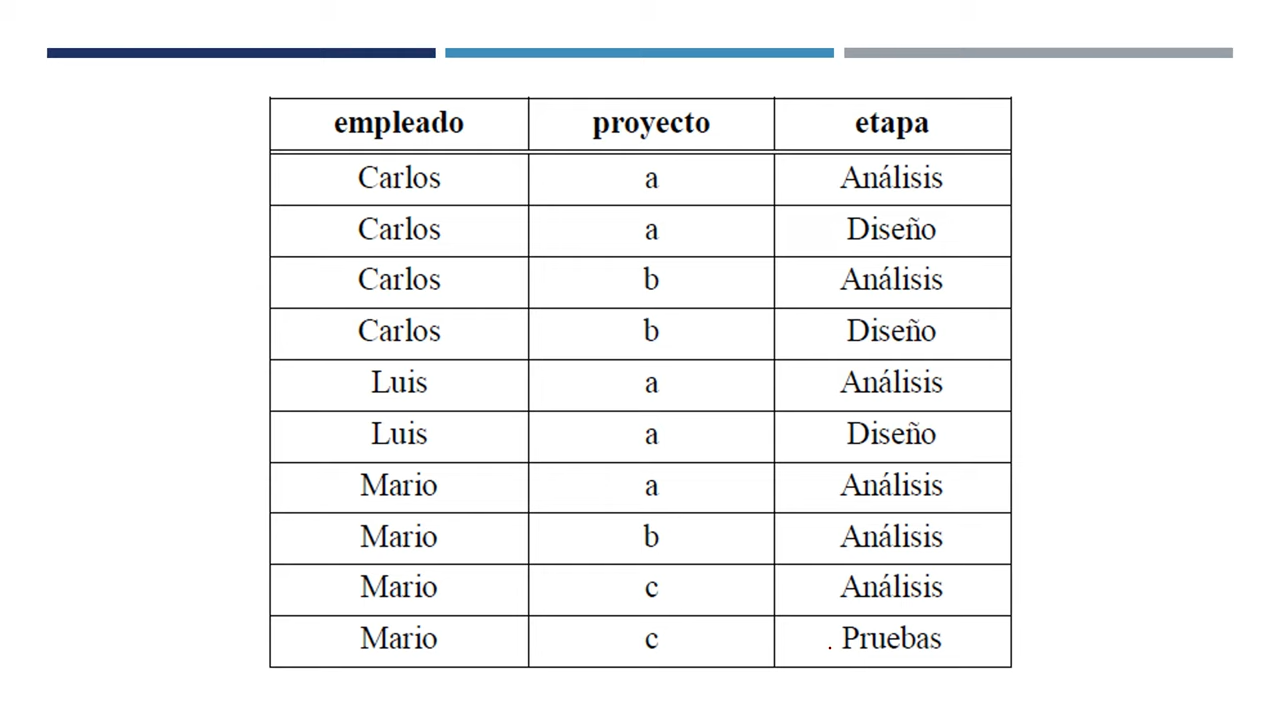 empleado proyecto etapa
Carlos a Análisis
Carlos a Diseño
Carlos b Análisis
Carlos b Diseño
Luis a Análisis
Luis a Diseño
Mario a Análisis
Mario b Análisis
Mario c Análisis
Mario c . Pruebas